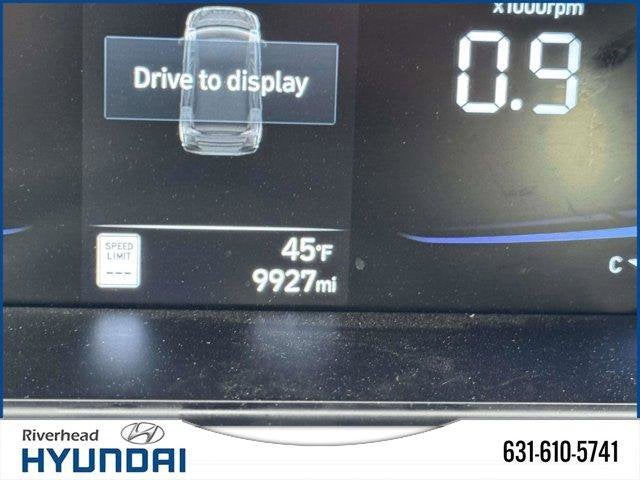 x1000rpm
Drive to display
0.9
SPEED
LIMIT
---
45°F
9927mi
C
Riverhead
HYUNDAI
631-610-5741